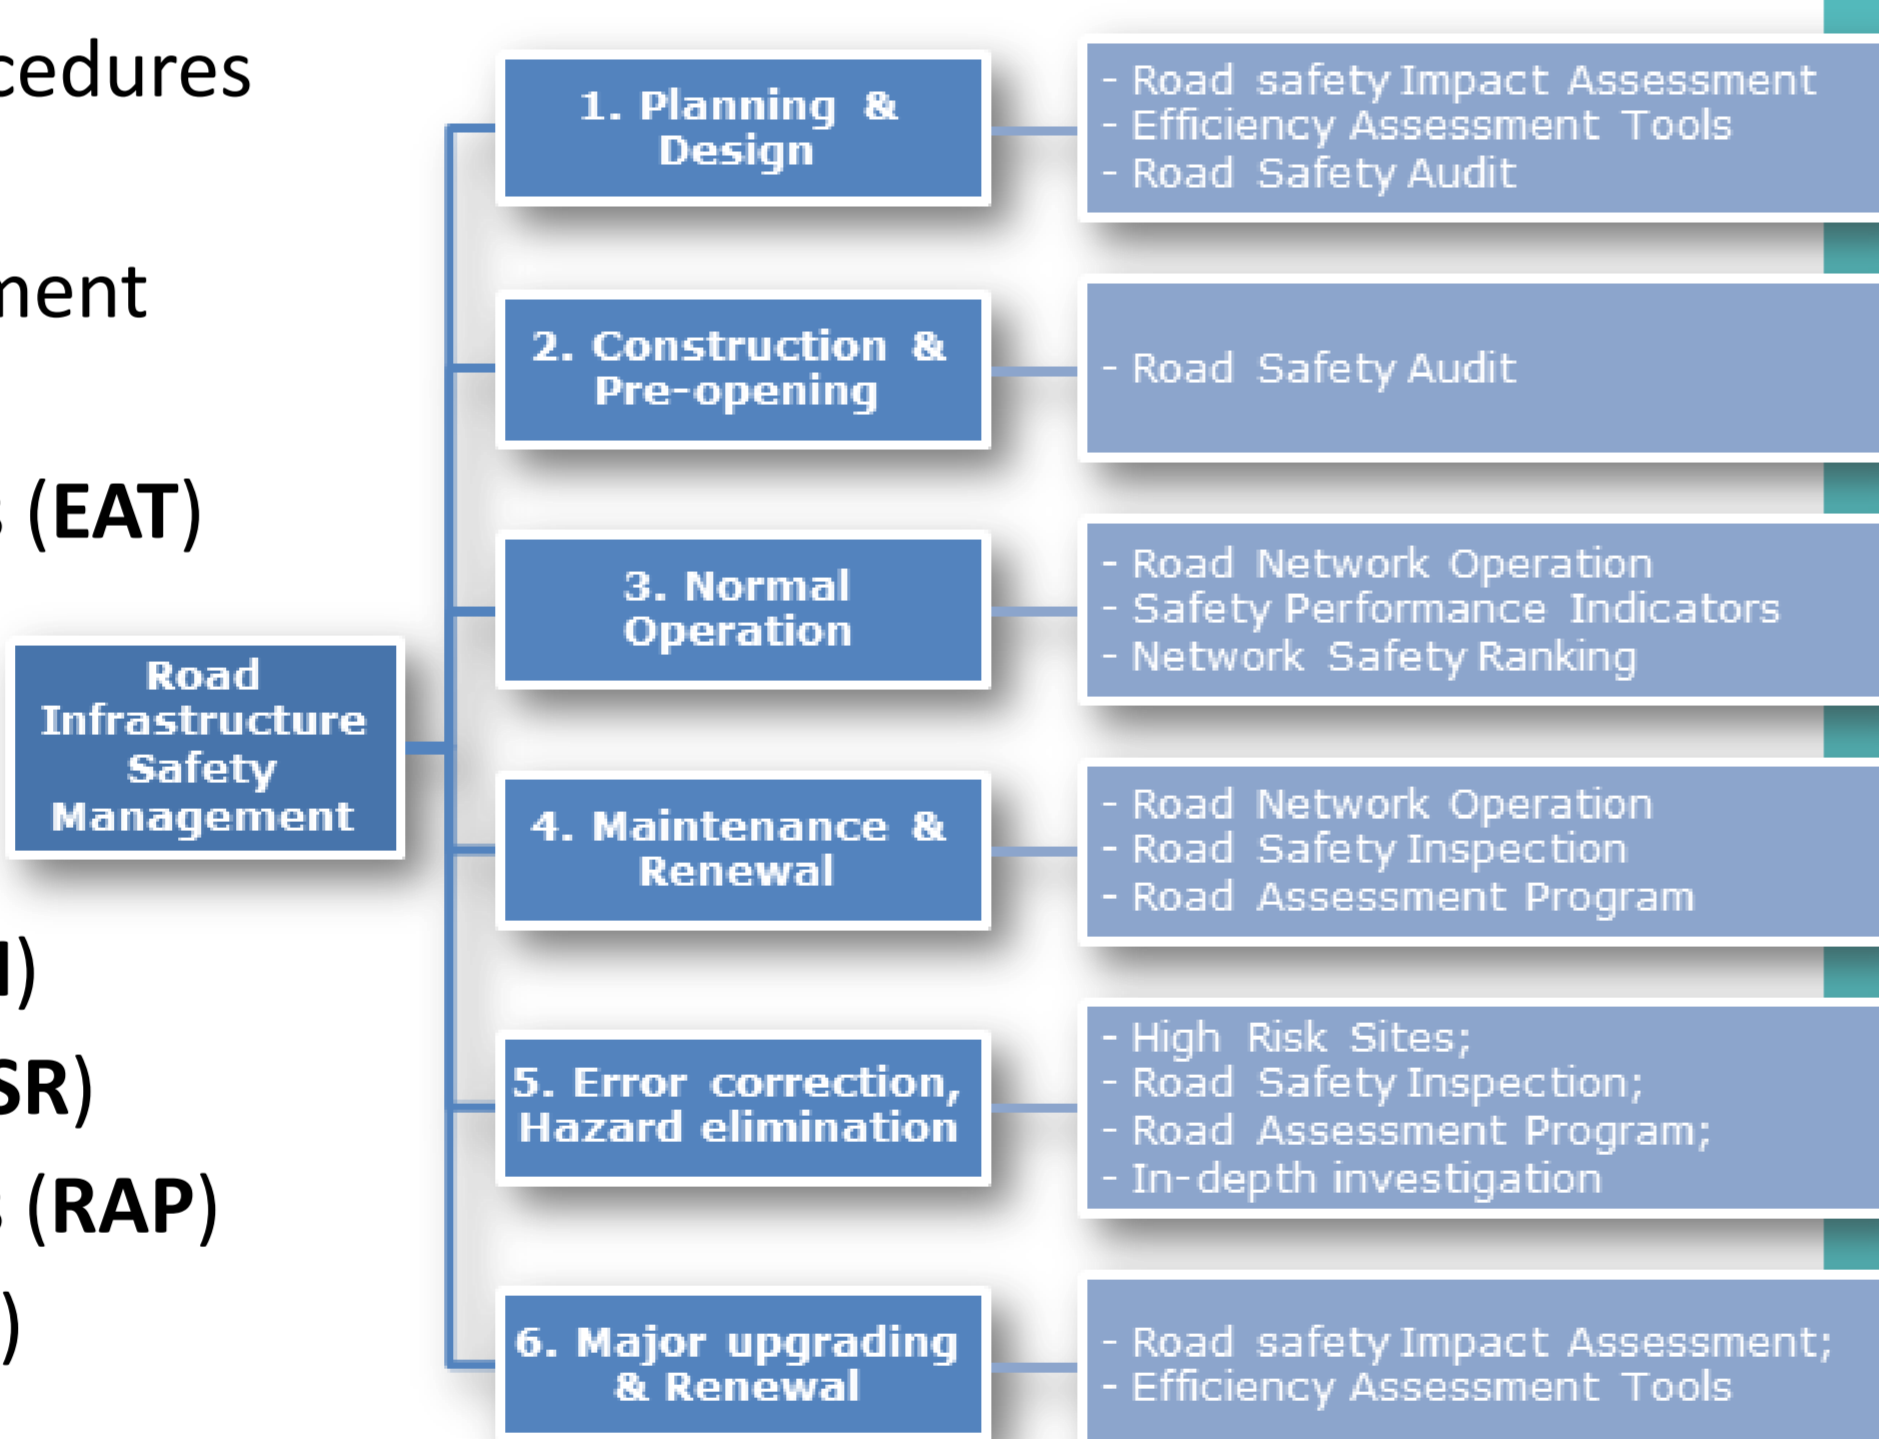 cedures
ment
s (EAT)
)
SR)
s (RAP)
)
Road
Infrastructure
Safety
Management
1. Planning &
Design
- Road safety Impact Assessment
- Efficiency Assessment Tools
- Road Safety Audit
2. Construction &
Pre-opening
- Road Safety Audit
3. Normal
Operation
- Road Network Operation
- Safety Performance Indicators
- Network Safety Ranking
4. Maintenance &
Renewal
- Road Network Operation
- Road Safety Inspection
- Road Assessment Program
5. Error correction,
Hazard elimination
- High Risk Sites;
- Road Safety Inspection;
- Road Assessment Program;
- In-depth investigation
6. Major upgrading
& Renewal
- Road safety Impact Assessment;
- Efficiency Assessment Tools